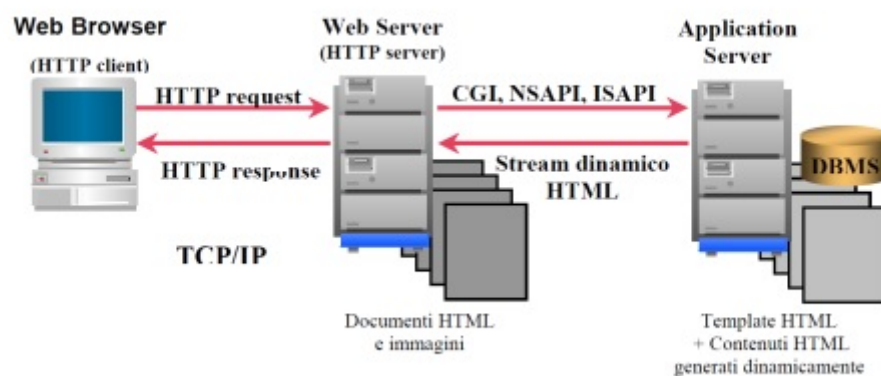 Web Browser
(HTTP client)
Web Server
(HTTP server)
Application
Server
HTTP request
CGI, NSAPI, ISAPI
HTTP response
Stream dinamico
HTML
DBMS
TCP/IP
Documenti HTML
e immagini
Template HTML
+ Contenuti HTML
generati dinamicamente